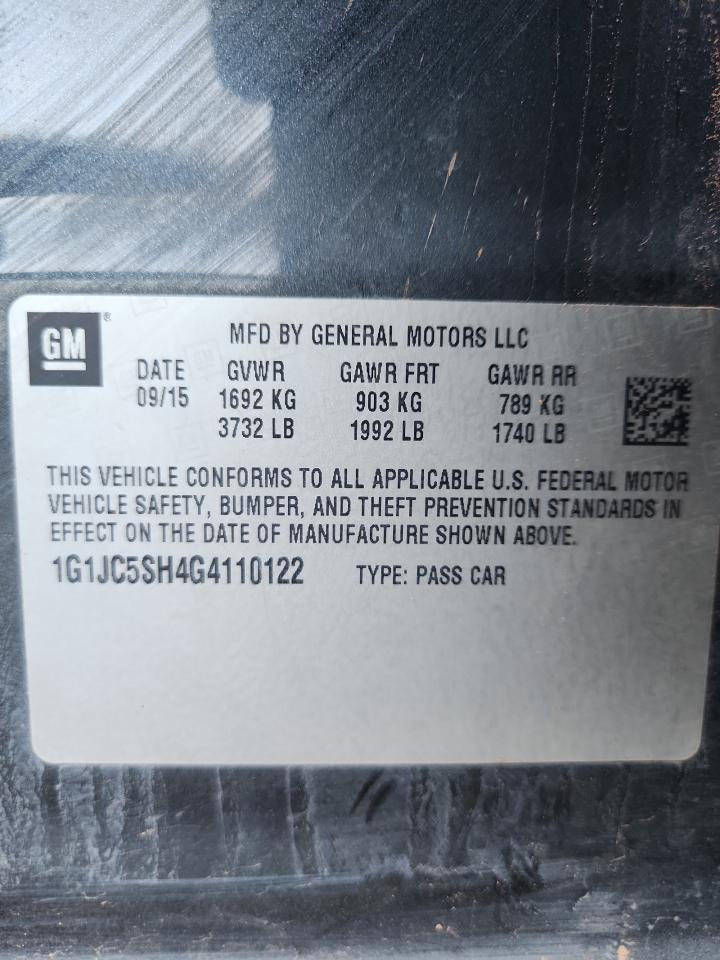 GM®
MFD BY GENERAL MOTORS LLC
DATE GVWR GAWR FRT GAWR RR
09/15 1692 KG 903 KG 789 KG
3732 LB 1992 LB 1740 LB
THIS VEHICLE CONFORMS TO ALL APPLICABLE U.S. FEDERAL MOTOR
VEHICLE SAFETY, BUMPER, AND THEFT PREVENTION STANDARDS IN
EFFECT ON THE DATE OF MANUFACTURE SHOWN ABOVE.
1G1JC5SH4G4110122 TYPE: PASS CAR